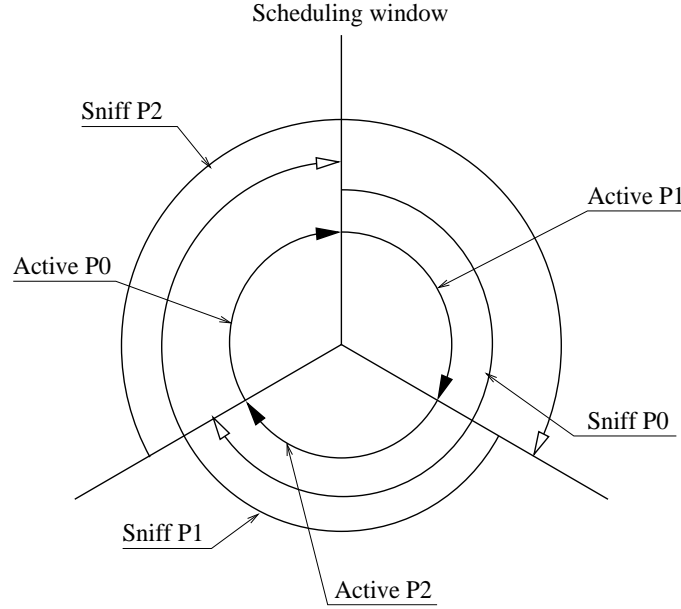 Scheduling window
Sniff P2
Active P1
Active P0
Sniff P0
Sniff P1
Active P2